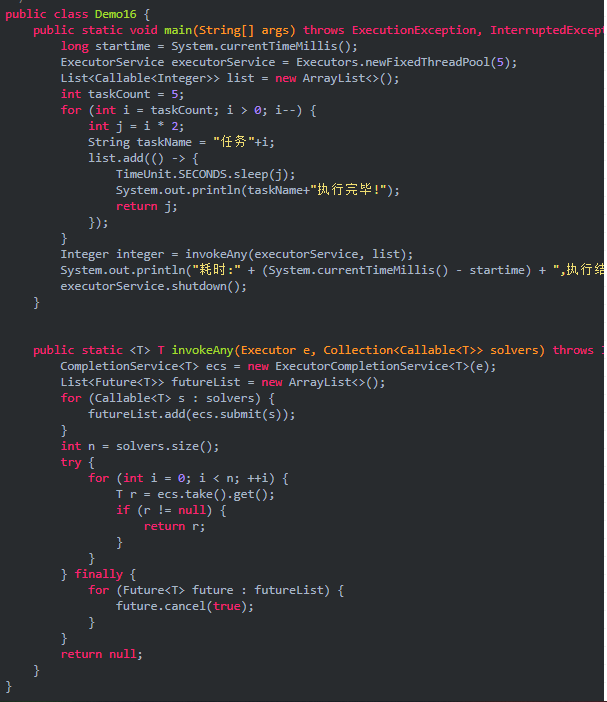 public class Demo16 {
    public static void main(String[] args) throws ExecutionException, InterruptedExcept
        long startime = System.currentTimeMillis();
        ExecutorService executorService = Executors.newFixedThreadPool(5);
        List<Callable<Integer>> list = new ArrayList<>();
        int taskCount = 5;
        for (int i = taskCount; i > 0; i--) {
            int j = i * 2;
            String taskName = "任务"+i;
            list.add(() -> {
                TimeUnit.SECONDS.sleep(j);
                System.out.println(taskName+"执行完毕!");
                return j;
            });
        }
        Integer integer = invokeAny(executorService, list);
        System.out.println("耗时:" + (System.currentTimeMillis() - startime) + ",执行结
        executorService.shutdown();
    }
    public static <T> T invokeAny(Executor e, Collection<Callable<T>> solvers) throws I
        CompletionService<T> ecs = new ExecutorCompletionService<T>(e);
        List<Future<T>> futureList = new ArrayList<>();
        for (Callable<T> s : solvers) {
            futureList.add(ecs.submit(s));
        }
        int n = solvers.size();
        try {
            for (int i = 0; i < n; ++i) {
                T r = ecs.take().get();
                if (r != null) {
                    return r;
                }
            }
        } finally {
            for (Future<T> future : futureList) {
                future.cancel(true);
            }
        }
        return null;
    }
}